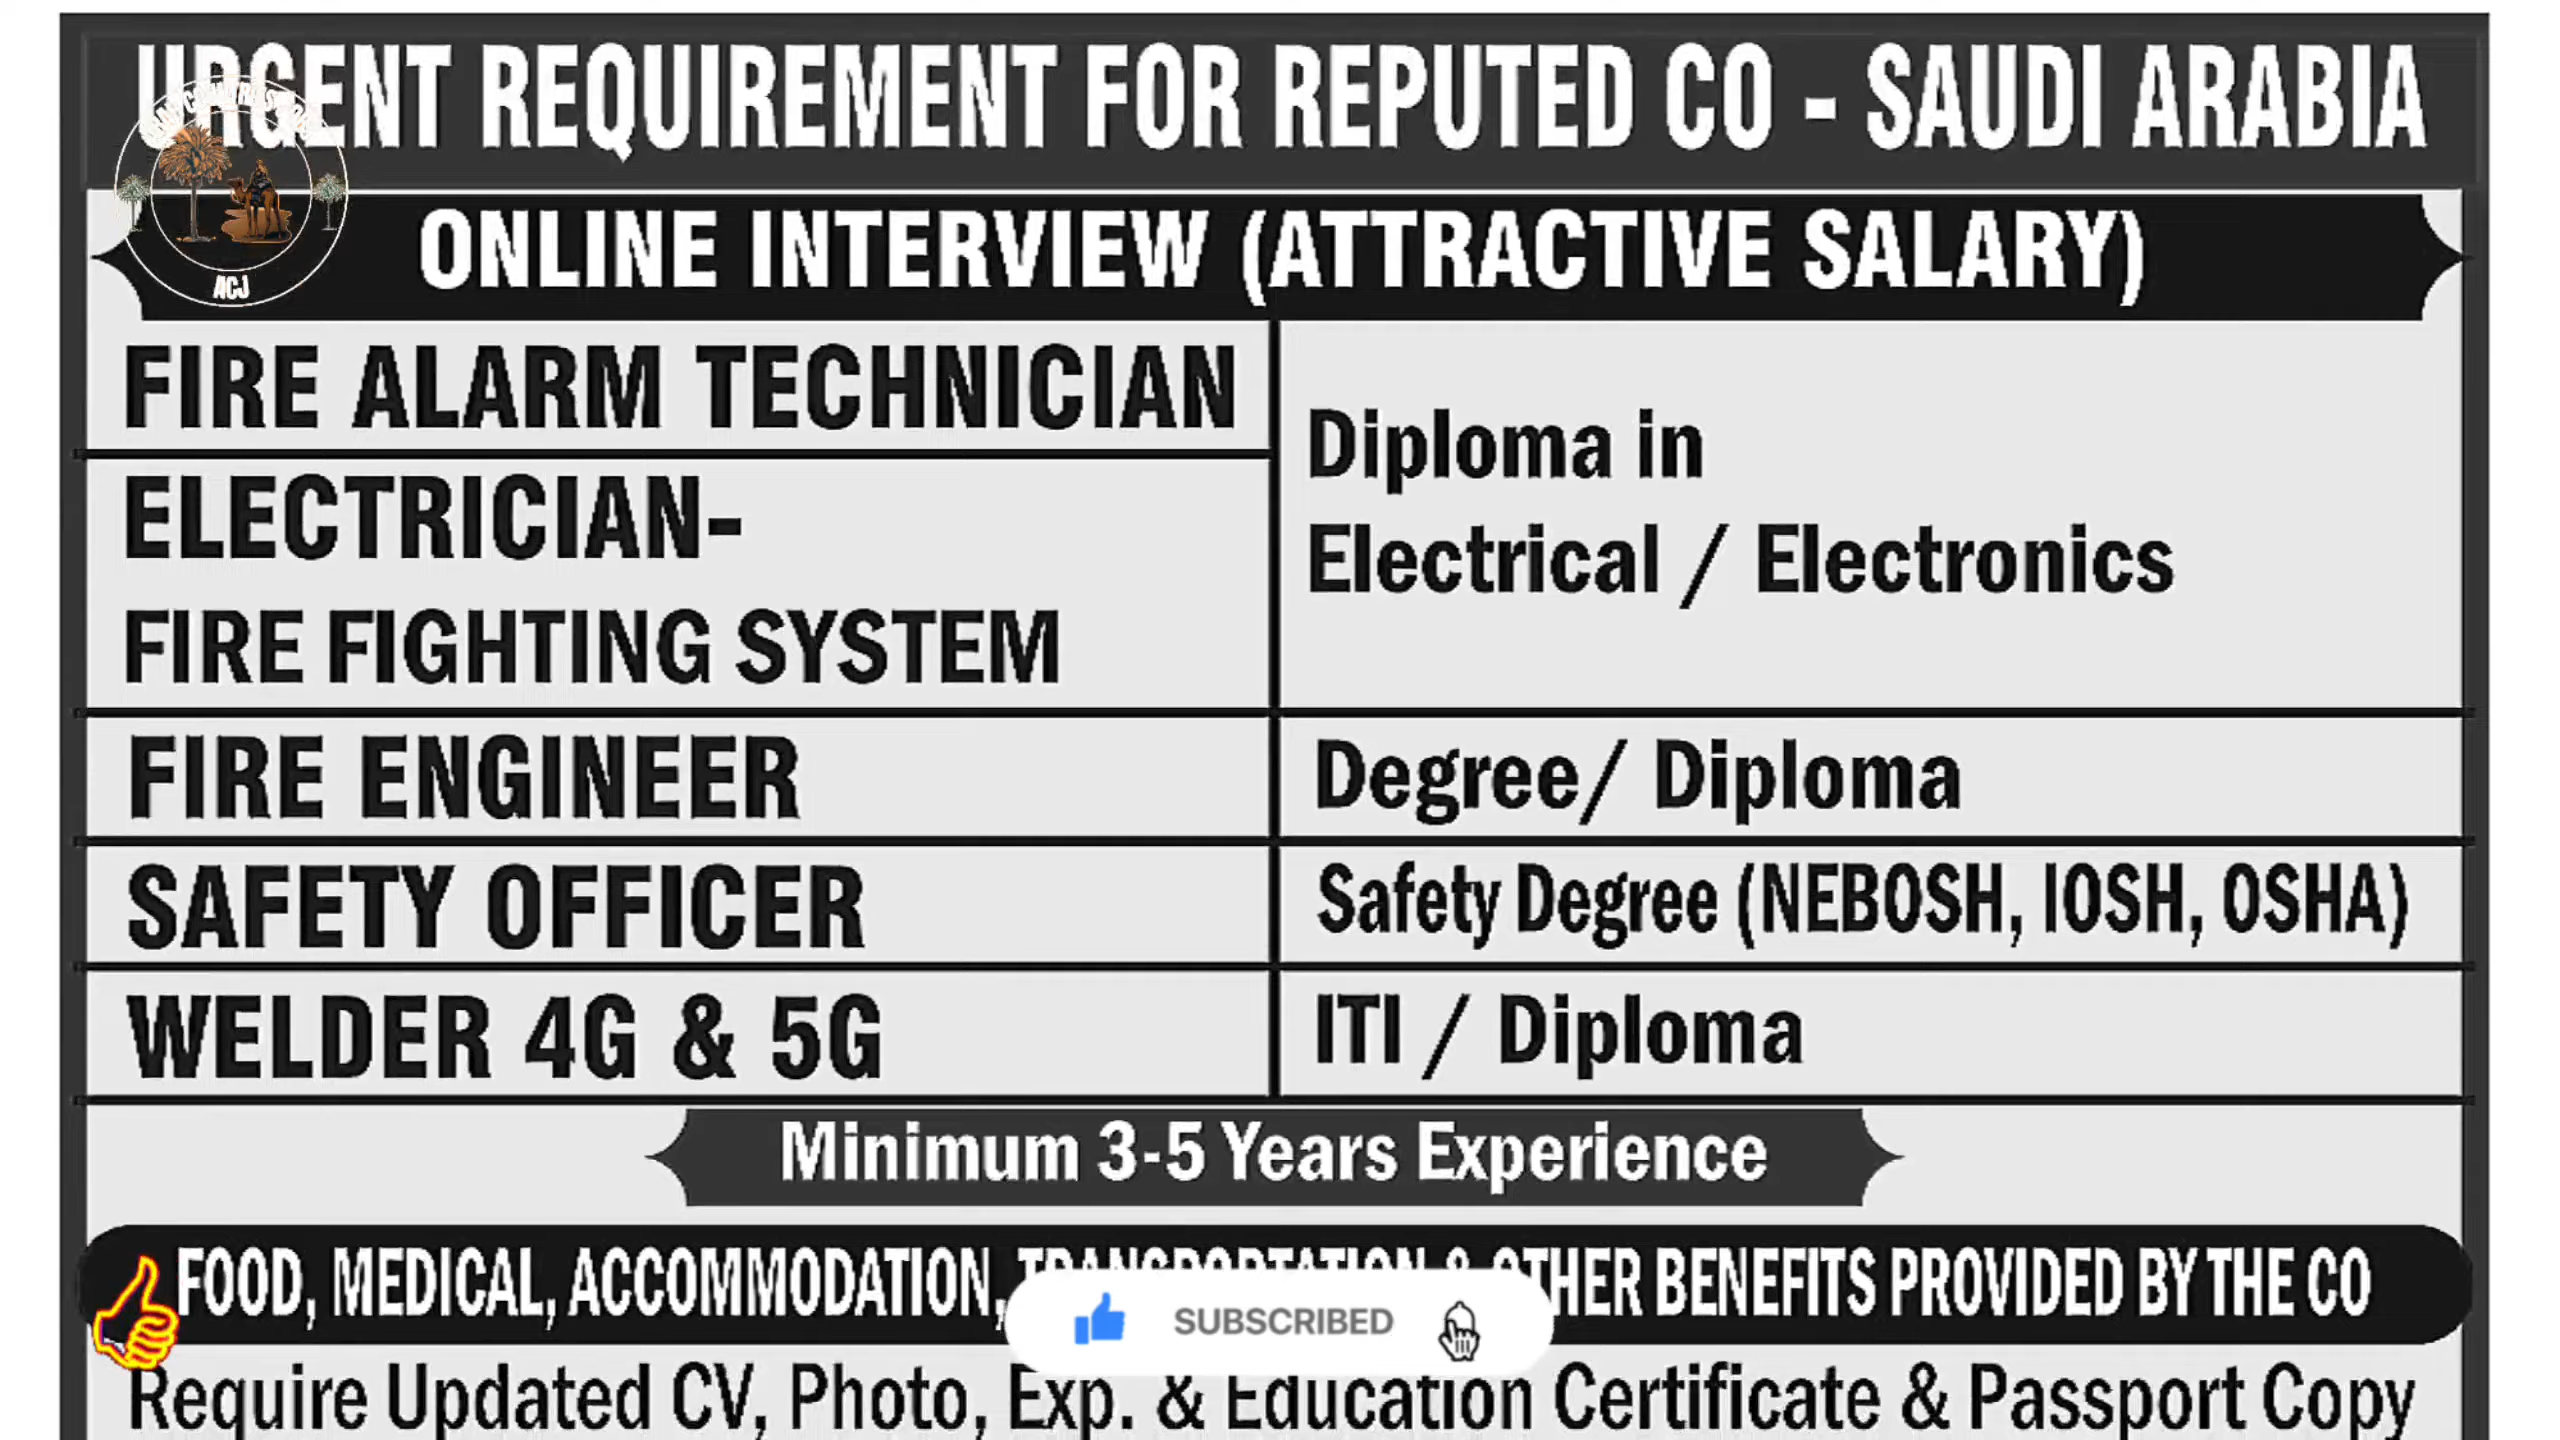 URGENT REQUIREMENT FOR REPUTED CO - SAUDI ARABIA
ACJ
ONLINE INTERVIEW (ATTRACTIVE SALARY)
FIRE ALARM TECHNICIAN
ELECTRICIAN-
FIRE FIGHTING SYSTEM
Diploma in
Electrical / Electronics
FIRE ENGINEER
Degree/ Diploma
SAFETY OFFICER
Safety Degree (NEBOSH, IOSH, OSHA)
WELDER 4G & 5G
ITI / Diploma
Minimum 3-5 Years Experience
FOOD, MEDICAL, ACCOMMODATION, TRANSPORTATION & OTHER BENEFITS PROVIDED BY THE CO
SUBSCRIBED
Require Updated CV, Photo, Exp. & Education Certificate & Passport Copy